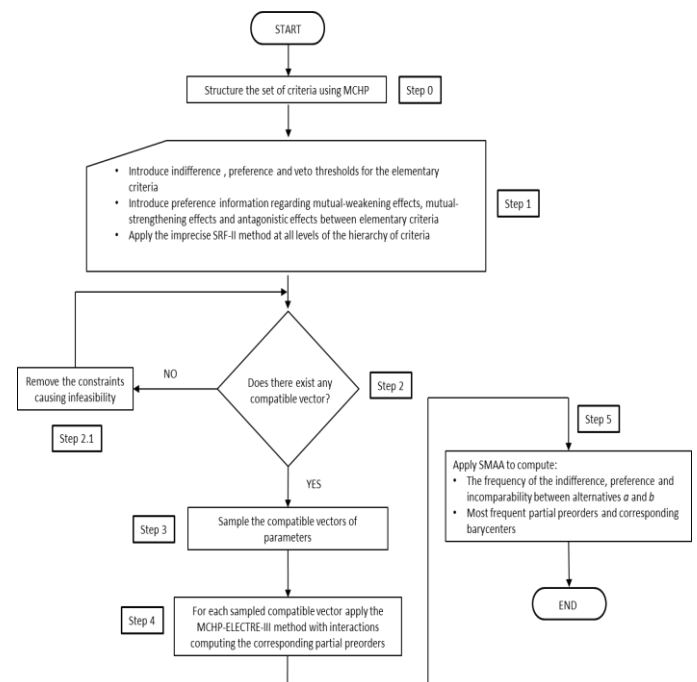 START
Structure the set of criteria using MCHP
Step 0
• Introduce indifference , preference and veto thresholds for the elementary
criteria
• Introduce preference information regarding mutual-weakening effects, mutual-
strengthening effects and antagonistic effects between elementary criteria
• Apply the imprecise SRF-II method at all levels of the hierarchy of criteria
Step 1
Does there exist any
compatible vector?
Step 2
NO
Remove the constraints
causing infeasibility
Step 2.1
YES
Step 3
Sample the compatible vectors of
parameters
Step 4
For each sampled compatible vector apply the
MCHP-ELECTRE-III method with interactions
computing the corresponding partial preorders
Step 5
Apply SMAA to compute:
• The frequency of the indifference, preference and
incomparability between alternatives a and b
• Most frequent partial preorders and corresponding
barycenters
END